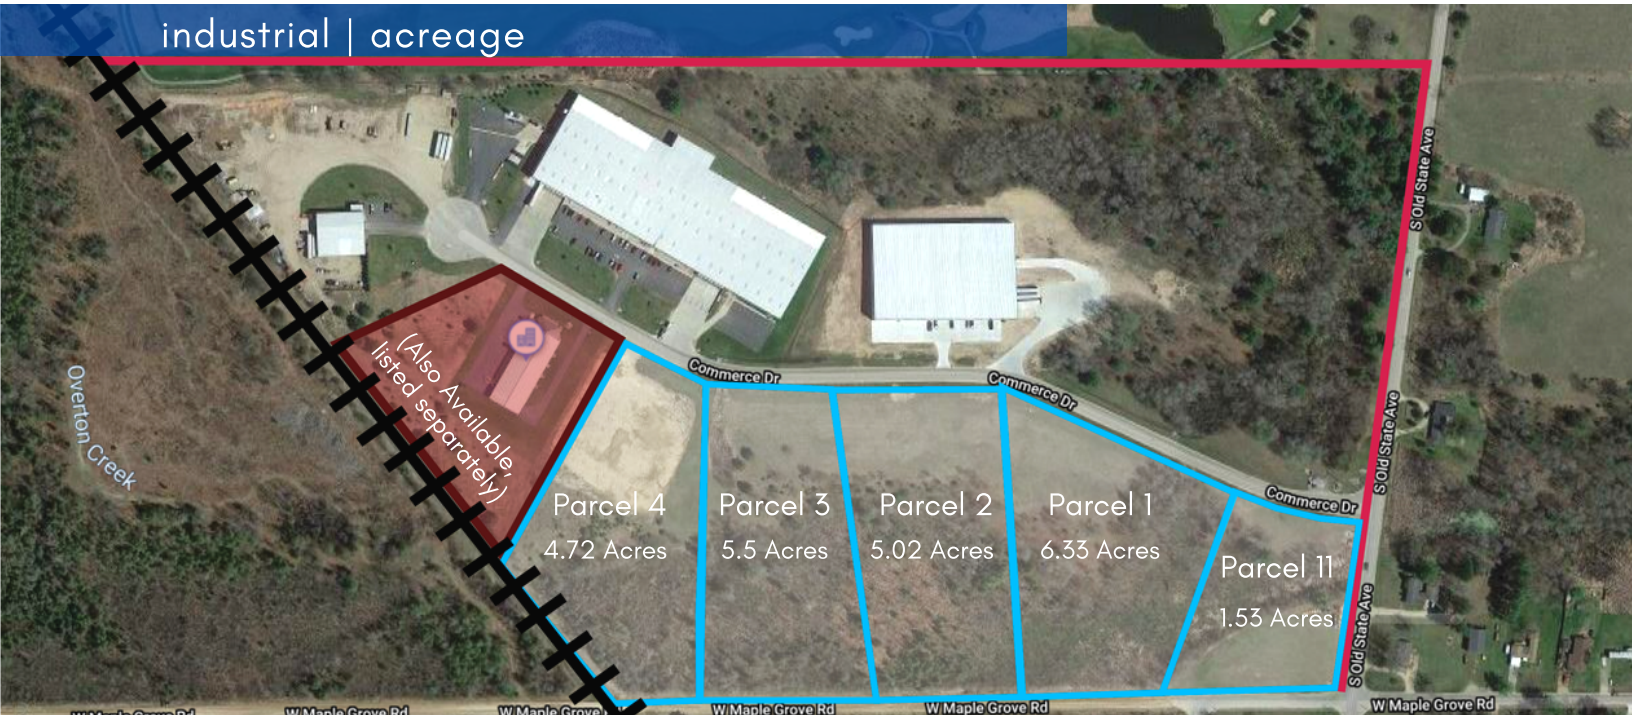 industrial | acreage
S Old State Ave
(Also Available,
listed separately)
Overton Creek
Commerce Dr
Commerce Dr
S Old State Ave
Commerce Dr
Parcel 4
4.72 Acres
Parcel 3
5.5 Acres
Parcel 2
5.02 Acres
Parcel 1
6.33 Acres
Parcel 11
1.53 Acres
S Old State Ave
W Maple Grove Rd
W Maple Grove Rd
W Maple Grove
W Maple Grove Rd
W Maple Grove Rd
W Maple Grove Rd